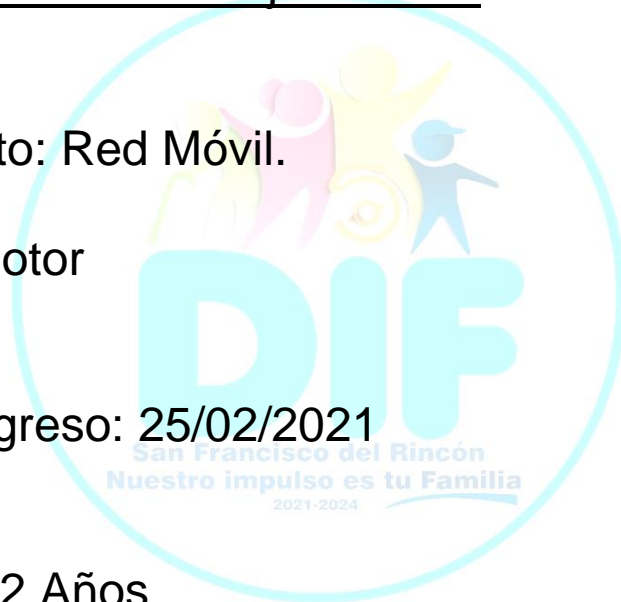 to: Red Móvil.
otor
DIF
greso: 25/02/2021
San Francisco del Rincón
Nuestro impulso es tu Familia
2021-2024
2 Años